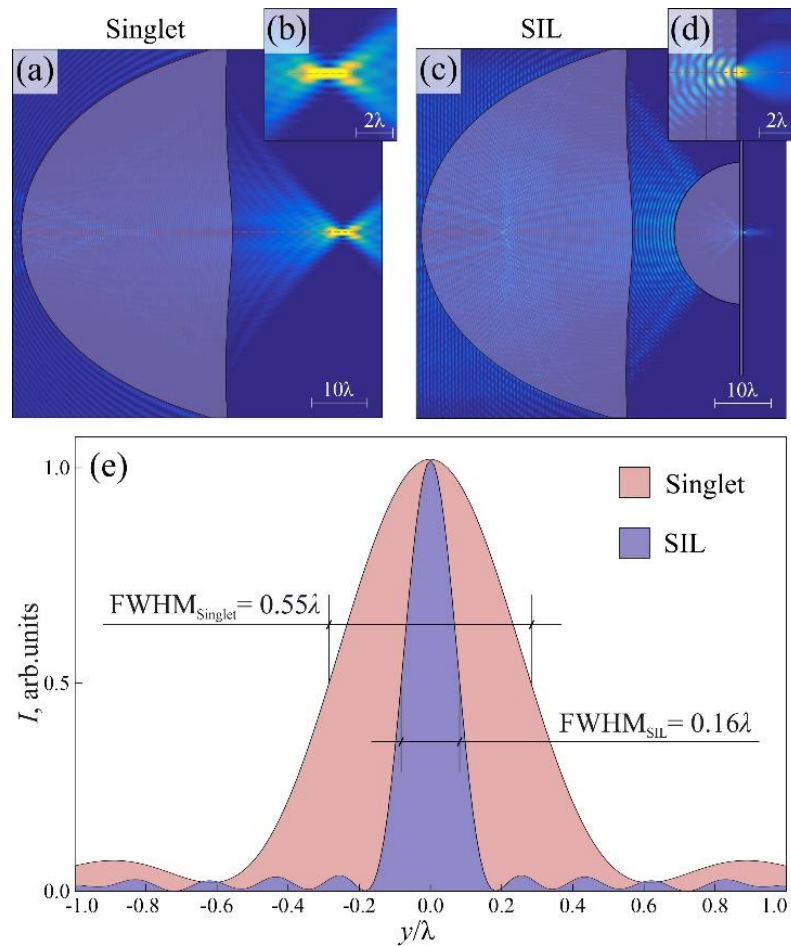 Singlet
SIL
(a)
(b)
(c)
(d)
2λ
2λ
10λ
10λ
(e)
Singlet
SIL
FWHM_Singlet = 0.55λ
FWHM_SIL = 0.16λ
I, arb.units
1.0
0.5
0.0
-1.0 -0.8 -0.6 -0.4 -0.2 0.0 0.2 0.4 0.6 0.8 1.0
y/λ